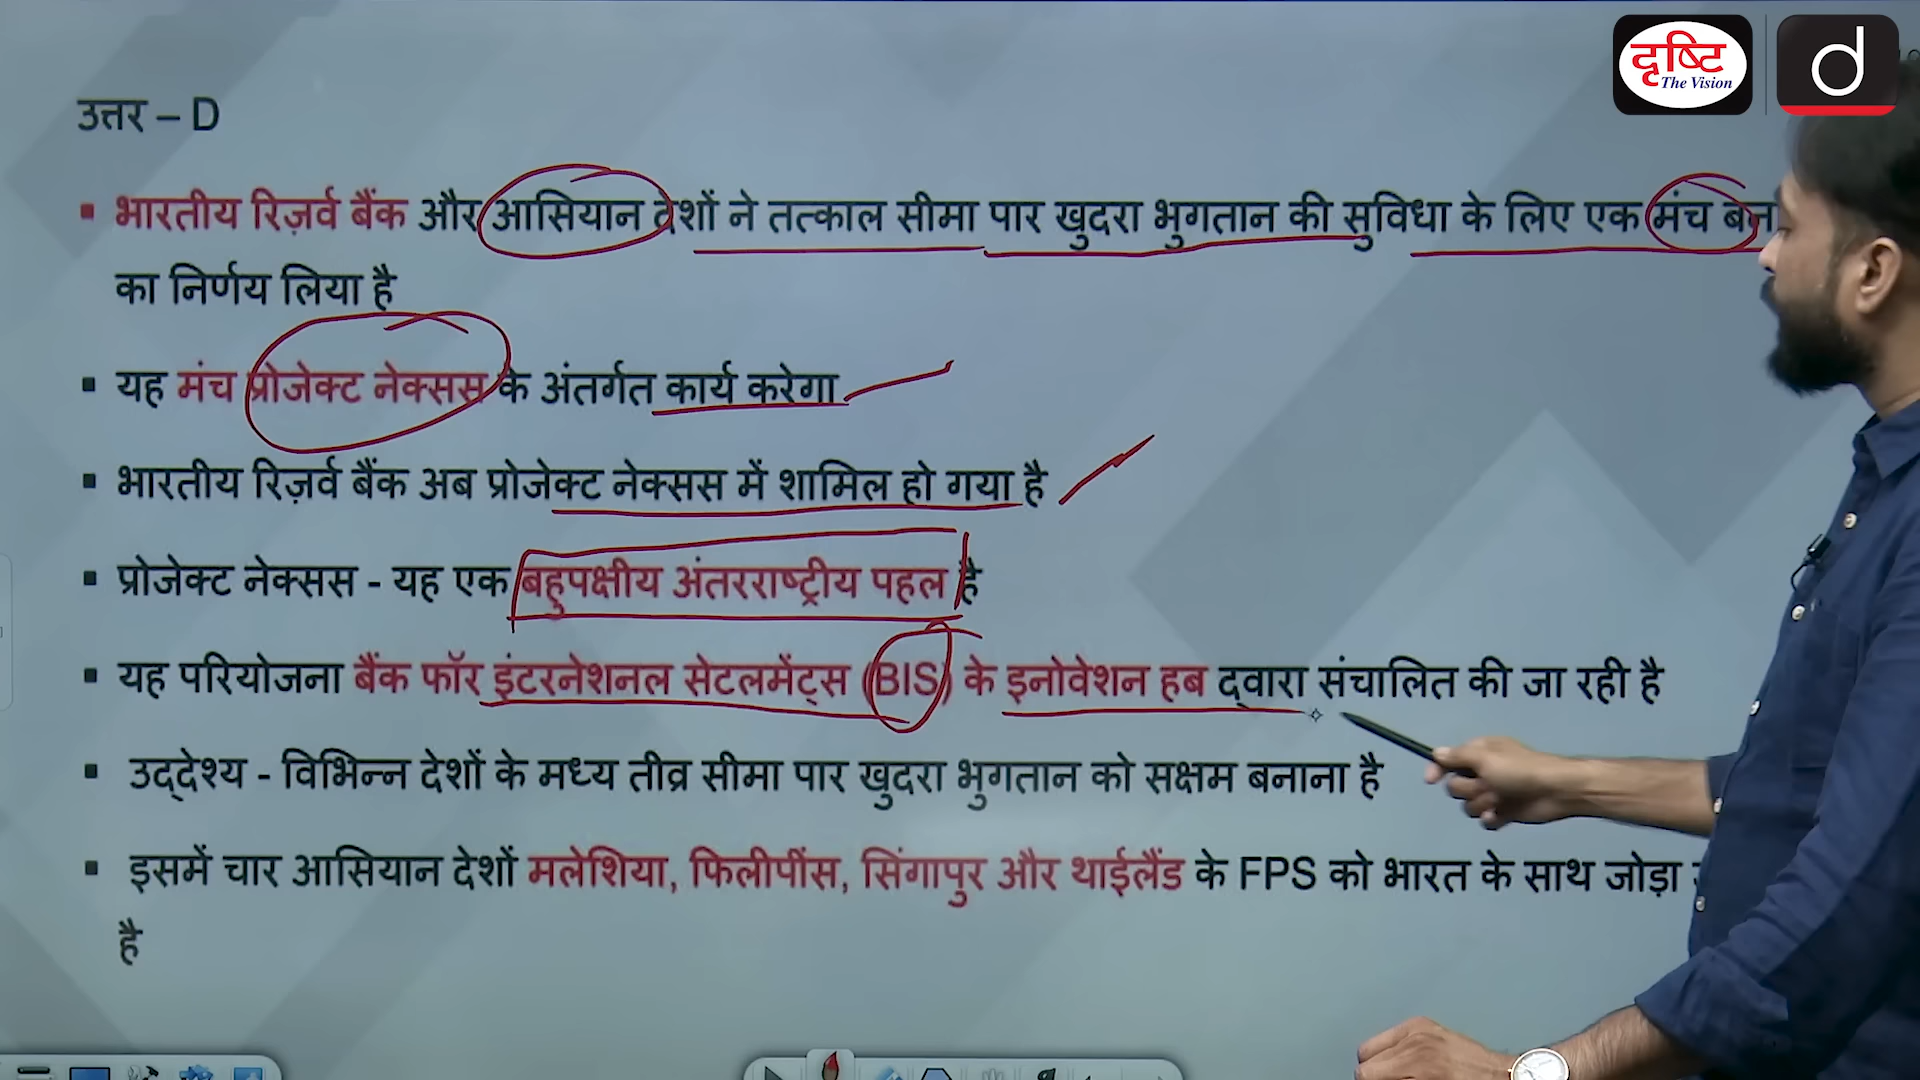 दृष्टि
The Vision
d
उत्तर – D
▪ भारतीय रिज़र्व बैंक और आसियान देशों ने तत्काल सीमा पार खुदरा भुगतान की सुविधा के लिए एक मंच
का निर्णय लिया है
▪ यह मंच प्रोजेक्ट नेक्सस के अंतर्गत कार्य करेगा
▪ भारतीय रिज़र्व बैंक अब प्रोजेक्ट नेक्सस में शामिल हो गया है
▪ प्रोजेक्ट नेक्सस - यह एक बहुपक्षीय अंतरराष्ट्रीय पहल है
▪ यह परियोजना बैंक फॉर इंटरनेशनल सेटलमेंट्स (BIS) के इनोवेशन हब द्वारा संचालित की जा रही है
▪ उद्देश्य - विभिन्न देशों के मध्य तीव्र सीमा पार खुदरा भुगतान को सक्षम बनाना है
▪ इसमें चार आसियान देशों मलेशिया, फिलीपींस, सिंगापुर और थाईलैंड के FPS को भारत के साथ जोड़ा
है